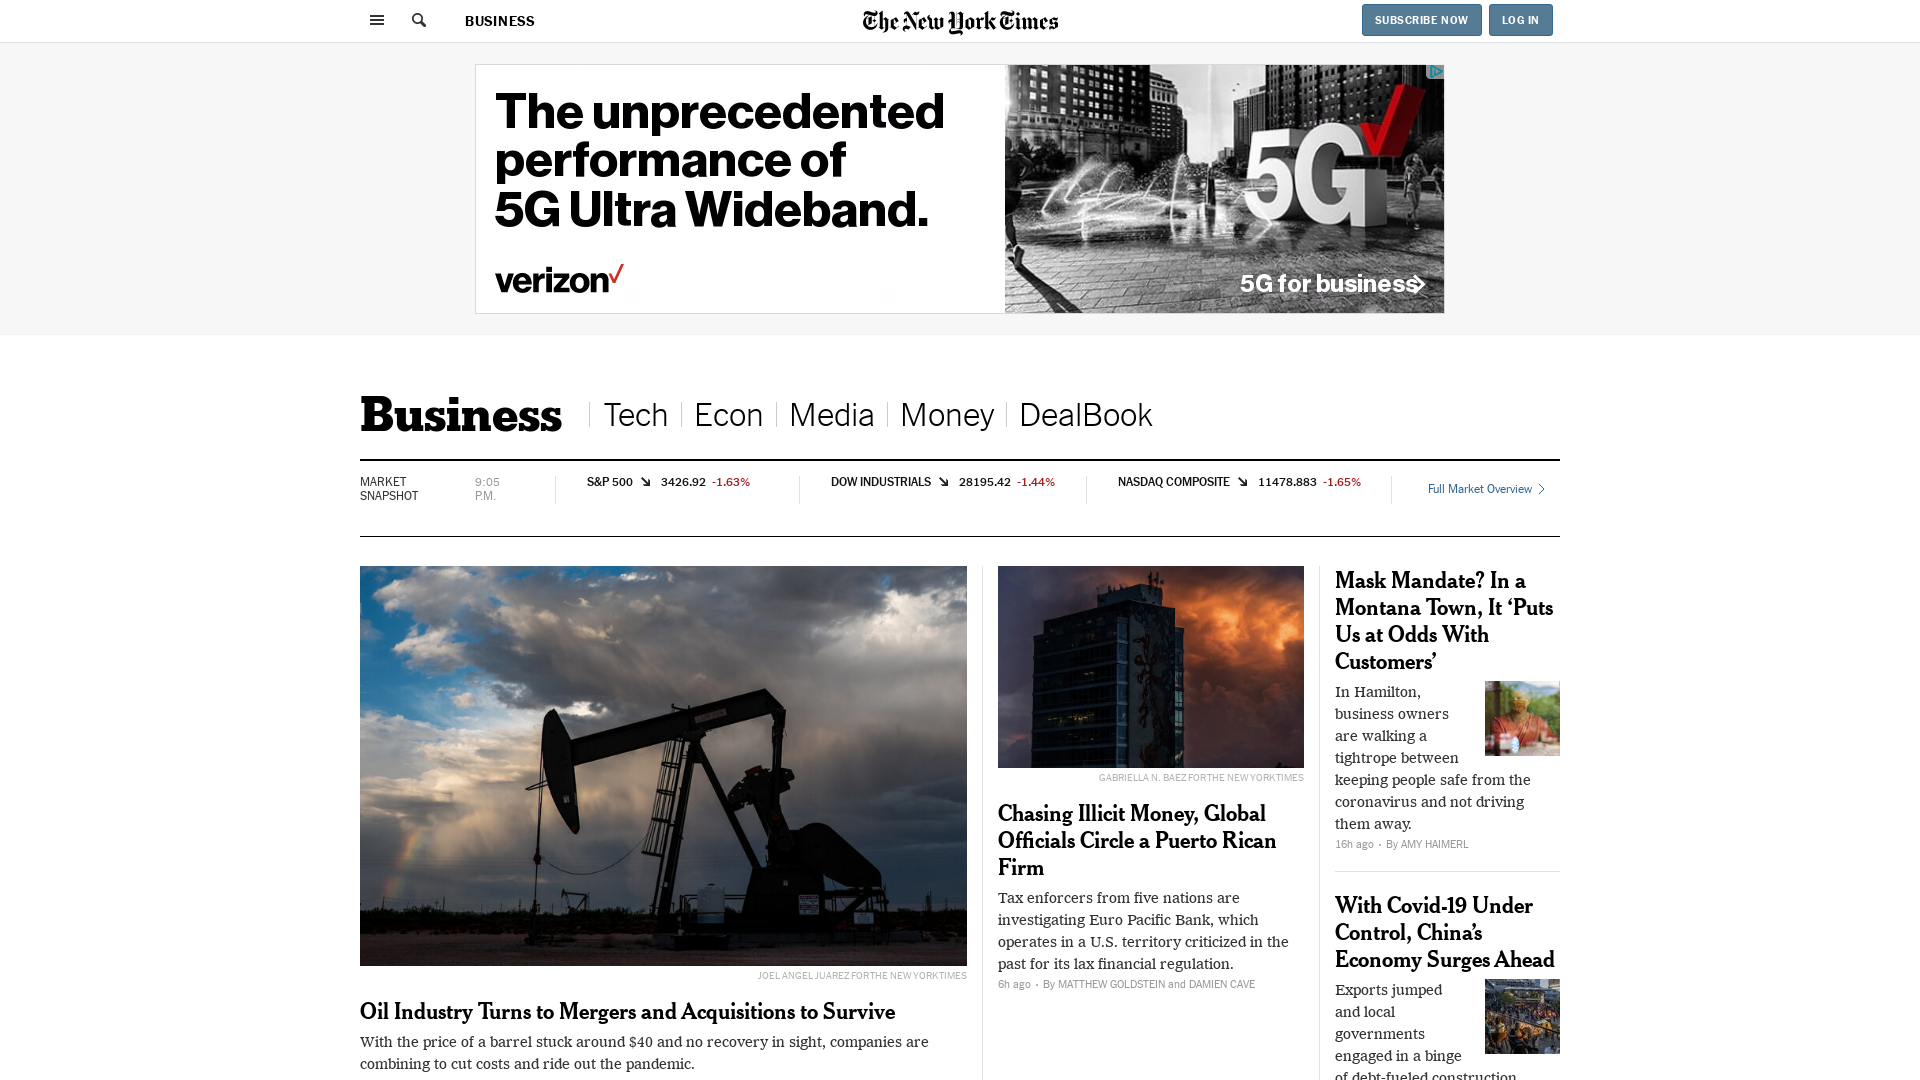 BUSINESS
The New York Times
SUBSCRIBE NOW
LOG IN
The unprecedented
performance of
5G Ultra Wideband.
verizon
5G
5G for business
Business
Tech
Econ
Media
Money
DealBook
MARKET
SNAPSHOT
9:05
P.M.
S&P 500 3426.92 -1.63%
DOW INDUSTRIALS 28195.42 -1.44%
NASDAQ COMPOSITE 11478.883 -1.65%
Full Market Overview
JOEL ANGEL JUAREZ FOR THE NEW YORK TIMES
Oil Industry Turns to Mergers and Acquisitions to Survive
With the price of a barrel stuck around $40 and no recovery in sight, companies are
combining to cut costs and ride out the pandemic.
GABRIELLA N. BAEZ FOR THE NEW YORK TIMES
Chasing Illicit Money, Global
Officials Circle a Puerto Rican
Firm
Tax enforcers from five nations are
investigating Euro Pacific Bank, which
operates in a U.S. territory criticized in the
past for its lax financial regulation.
6h ago • By MATTHEW GOLDSTEIN and DAMIEN CAVE
Mask Mandate? In a
Montana Town, It ‘Puts
Us at Odds With
Customers’
In Hamilton,
business owners
are walking a
tightrope between
keeping people safe from the
coronavirus and not driving
them away.
16h ago • By AMY HAIMERL
With Covid-19 Under
Control, China’s
Economy Surges Ahead
Exports jumped
and local
governments
engaged in a binge
of debt-fueled construction